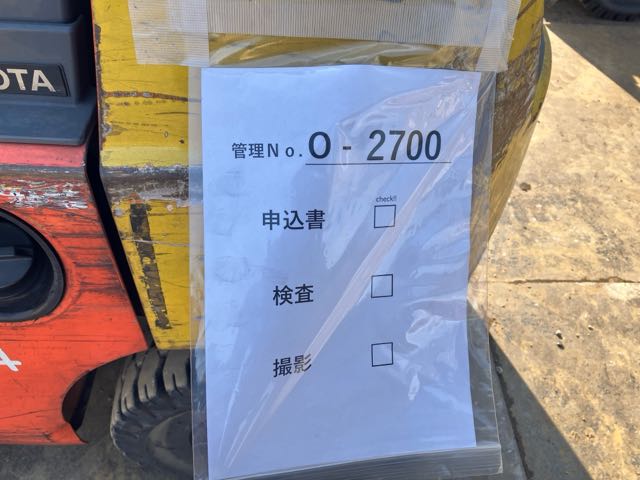 OTA
管理No. O - 2700
check!!
申込書 □
検査 □
撮影 □
A